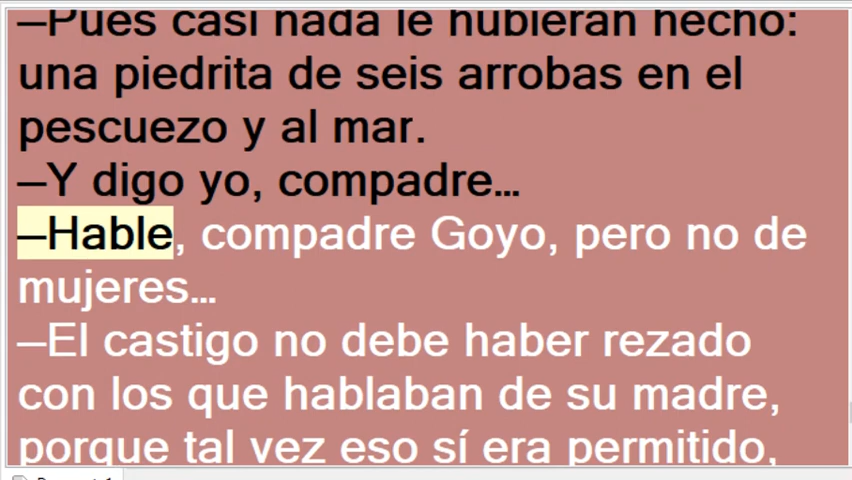 —Pues casi nada le hubieran hecho:
una piedrita de seis arrobas en el
pescuezo y al mar.
—Y digo yo, compadre...
—Hable, compadre Goyo, pero no de
mujeres...
—El castigo no debe haber rezado
con los que hablaban de su madre,
porque tal vez eso sí era permitido,